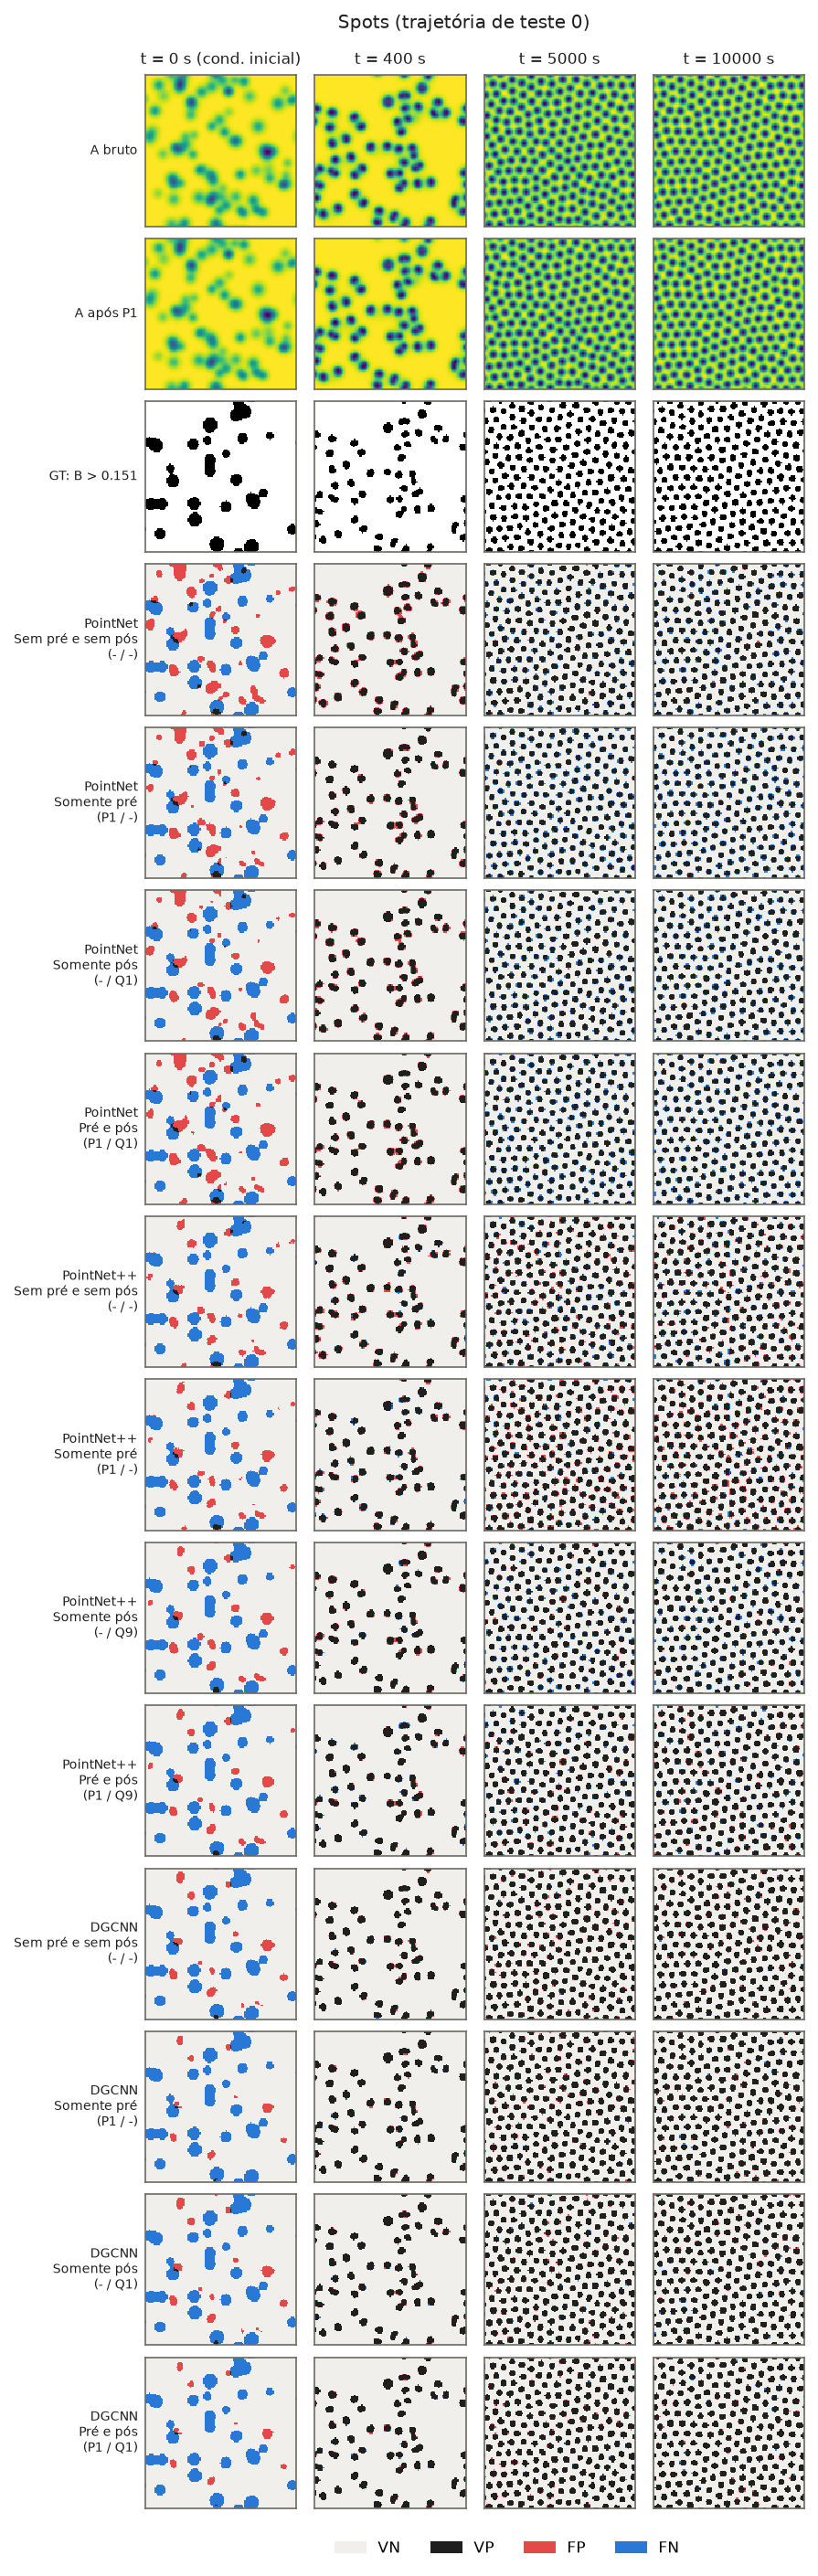 Spots (trajetória de teste 0)
t = 0 s (cond. inicial)
t = 400 s
t = 5000 s
t = 10000 s
A bruto
A após P1
GT: B > 0.151
PointNet
Sem pré e sem pós
(- / -)
PointNet
Somente pré
(P1 / -)
PointNet
Somente pós
(- / Q1)
PointNet
Pré e pós
(P1 / Q1)
PointNet++
Sem pré e sem pós
(- / -)
PointNet++
Somente pré
(P1 / -)
PointNet++
Somente pós
(- / Q9)
PointNet++
Pré e pós
(P1 / Q9)
DGCNN
Sem pré e sem pós
(- / -)
DGCNN
Somente pré
(P1 / -)
DGCNN
Somente pós
(- / Q1)
DGCNN
Pré e pós
(P1 / Q1)
VN
VP
FP
FN